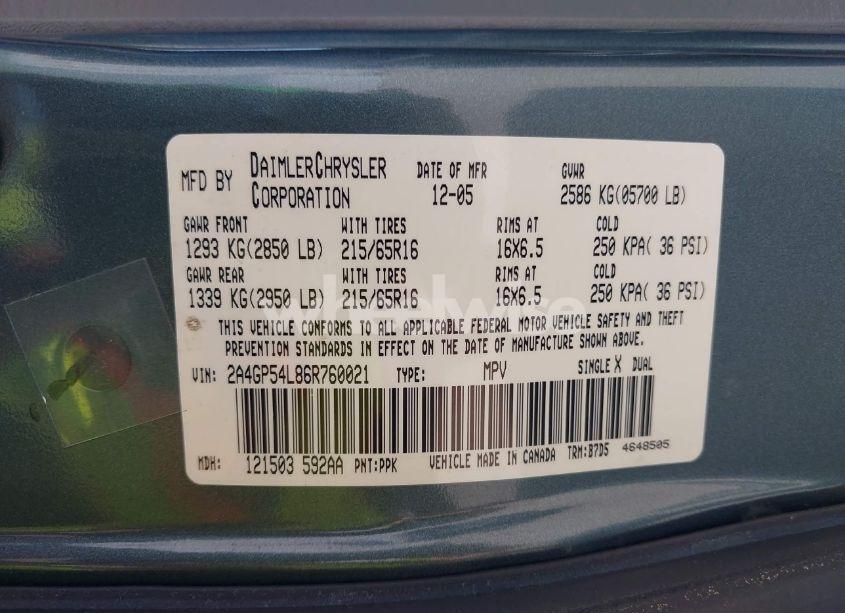 MFD BY DAIMLERCHRYSLER CORPORATION DATE OF MFR 12-05 GVWR 2586 KG(05700 LB)
GAWR FRONT WITH TIRES RIMS AT COLD
1293 KG(2850 LB) 215/65R16 16X6.5 250 KPA( 36 PSI)
GAWR REAR WITH TIRES RIMS AT COLD
1339 KG(2950 LB) 215/65R16 16X6.5 250 KPA( 36 PSI)
wheelwise
THIS VEHICLE CONFORMS TO ALL APPLICABLE FEDERAL MOTOR VEHICLE SAFETY AND THEFT
PREVENTION STANDARDS IN EFFECT ON THE DATE OF MANUFACTURE SHOWN ABOVE.
VIN: 2A4GP54L86R760021 TYPE: MPV SINGLE X DUAL
MDH: 121503 592AA PNT:PPK VEHICLE MADE IN CANADA TRM:B7D5 4648505